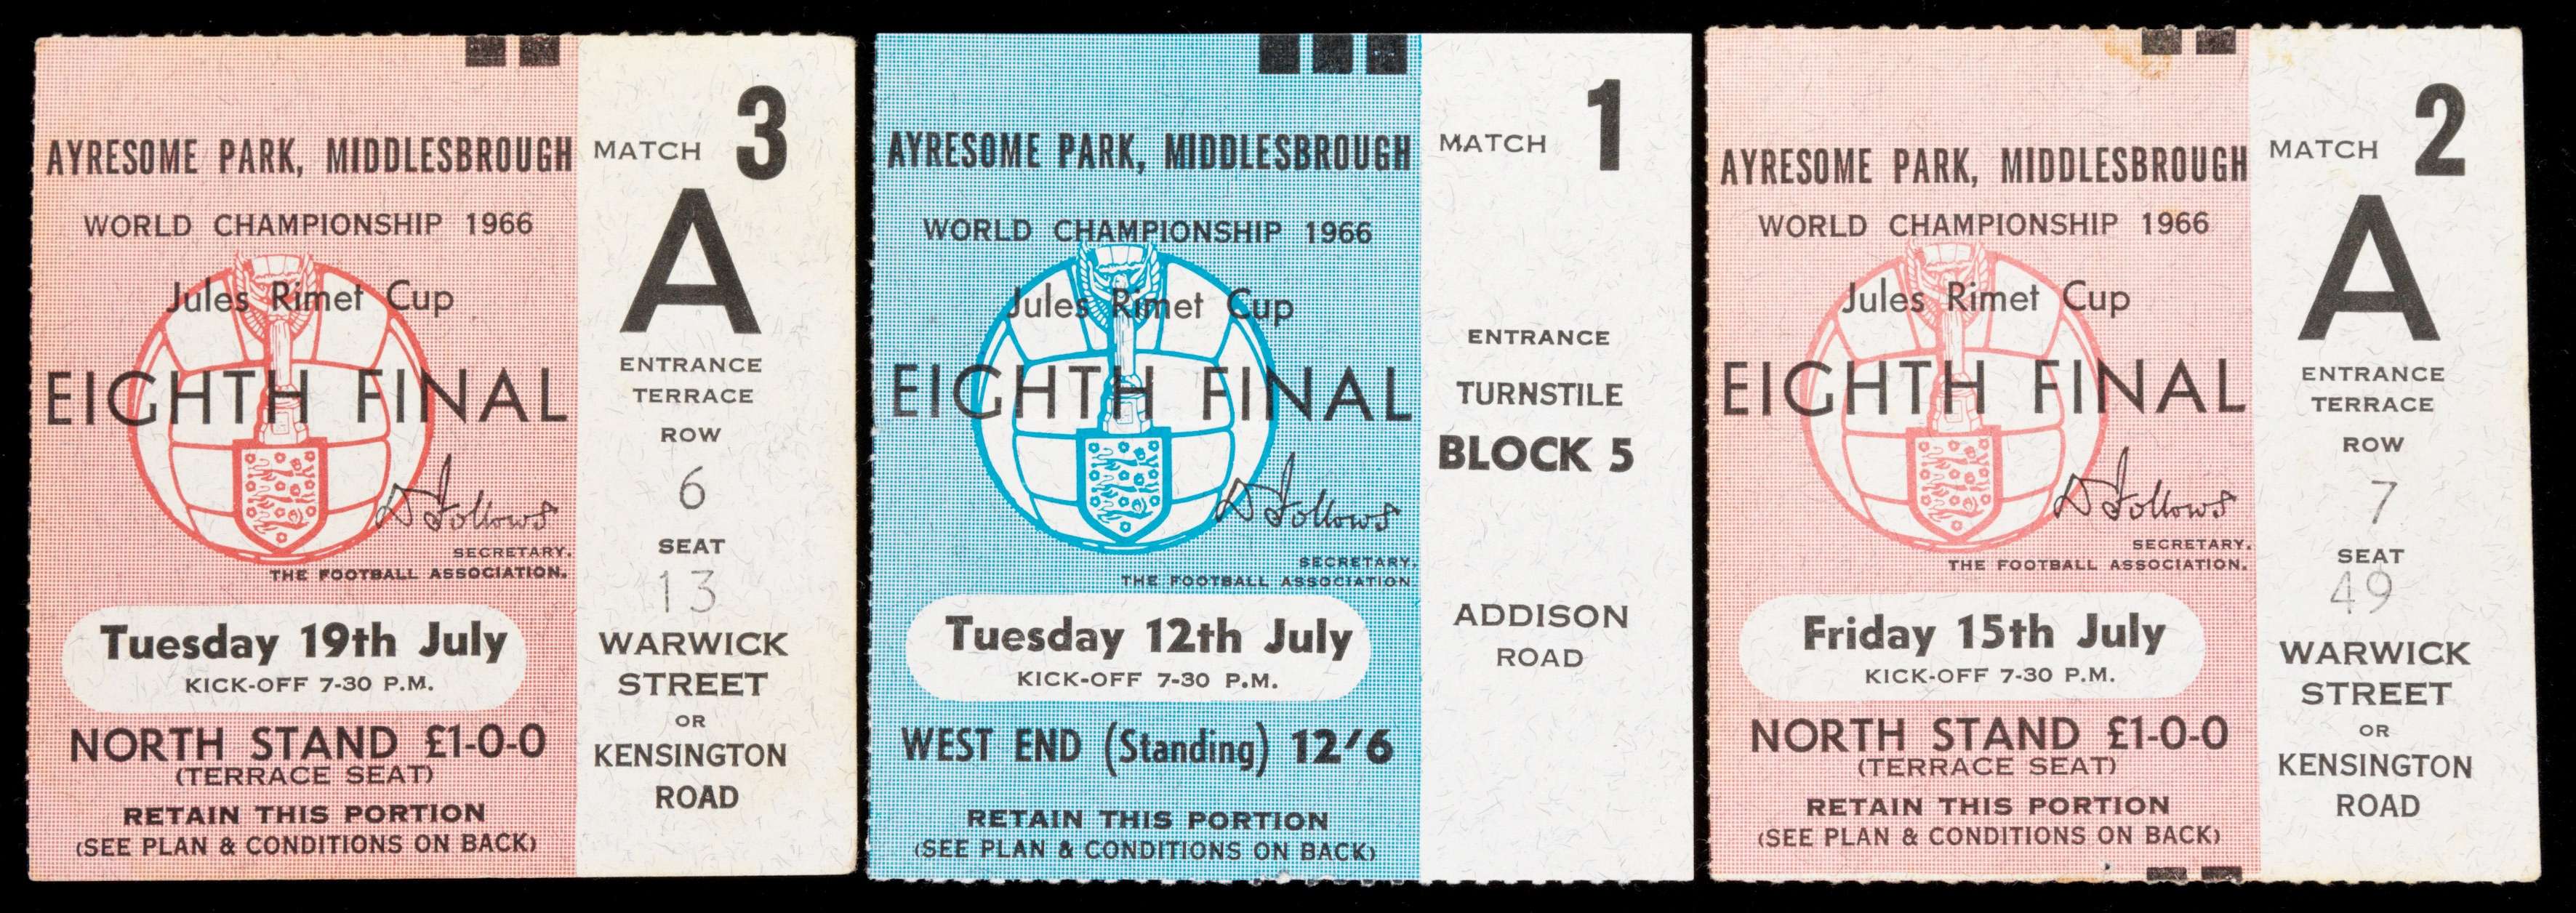 AYRESOME PARK, MIDDLESBROUGH
WORLD CHAMPIONSHIP 1966
Jules Rimet Cup
EIGHTH FINAL
D Follows
SECRETARY.
THE FOOTBALL ASSOCIATION.
Tuesday 19th July
KICK-OFF 7-30 P.M.
NORTH STAND £1-0-0
(TERRACE SEAT)
RETAIN THIS PORTION
(SEE PLAN & CONDITIONS ON BACK)
MATCH 3
A
ENTRANCE
TERRACE
ROW
6
SEAT
13
WARWICK
STREET
OR
KENSINGTON
ROAD
AYRESOME PARK, MIDDLESBROUGH
WORLD CHAMPIONSHIP 1966
Jules Rimet Cup
EIGHTH FINAL
D Follows
SECRETARY.
THE FOOTBALL ASSOCIATION.
Tuesday 12th July
KICK-OFF 7-30 P.M.
WEST END (Standing) 12/6
RETAIN THIS PORTION
(SEE PLAN & CONDITIONS ON BACK)
MATCH 1
ENTRANCE
TURNSTILE
BLOCK 5
ADDISON
ROAD
AYRESOME PARK, MIDDLESBROUGH
WORLD CHAMPIONSHIP 1966
Jules Rimet Cup
EIGHTH FINAL
D Follows
SECRETARY.
THE FOOTBALL ASSOCIATION.
Friday 15th July
KICK-OFF 7-30 P.M.
NORTH STAND £1-0-0
(TERRACE SEAT)
RETAIN THIS PORTION
(SEE PLAN & CONDITIONS ON BACK)
MATCH 2
A
ENTRANCE
TERRACE
ROW
7
SEAT
49
WARWICK
STREET
OR
KENSINGTON
ROAD